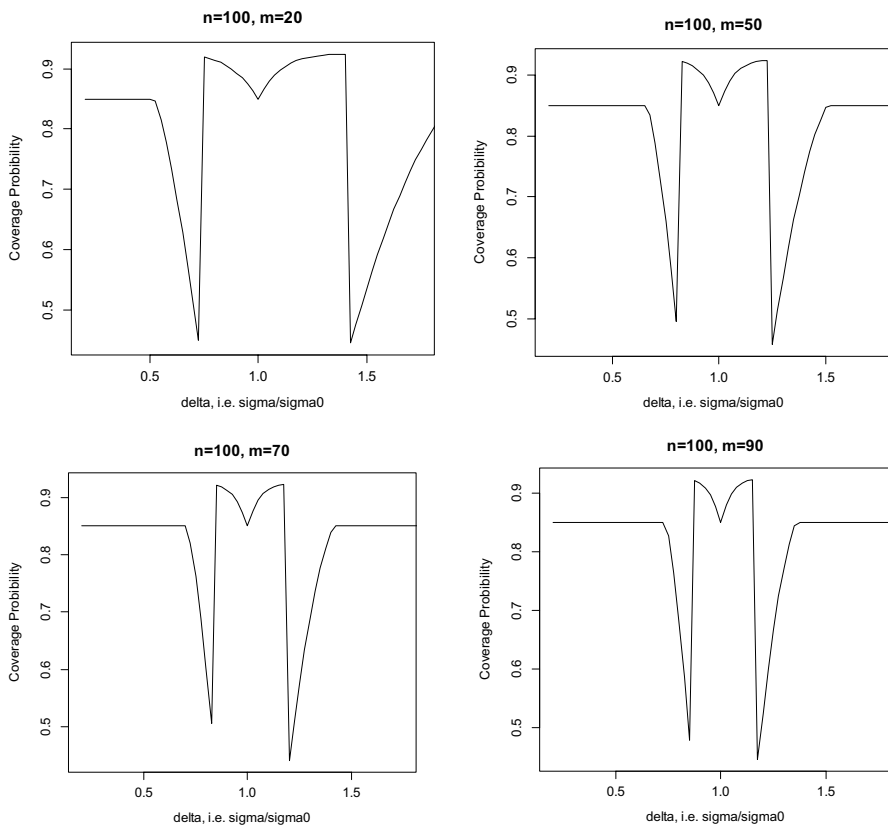 n=100, m=20
Coverage Probibility
0.5 0.6 0.7 0.8 0.9
0.5 1.0 1.5
delta, i.e. sigma/sigma0
n=100, m=50
Coverage Probibility
0.5 0.6 0.7 0.8 0.9
0.5 1.0 1.5
delta, i.e. sigma/sigma0
n=100, m=70
Coverage Probibility
0.5 0.6 0.7 0.8 0.9
0.5 1.0 1.5
delta, i.e. sigma/sigma0
n=100, m=90
Coverage Probibility
0.5 0.6 0.7 0.8 0.9
0.5 1.0 1.5
delta, i.e. sigma/sigma0